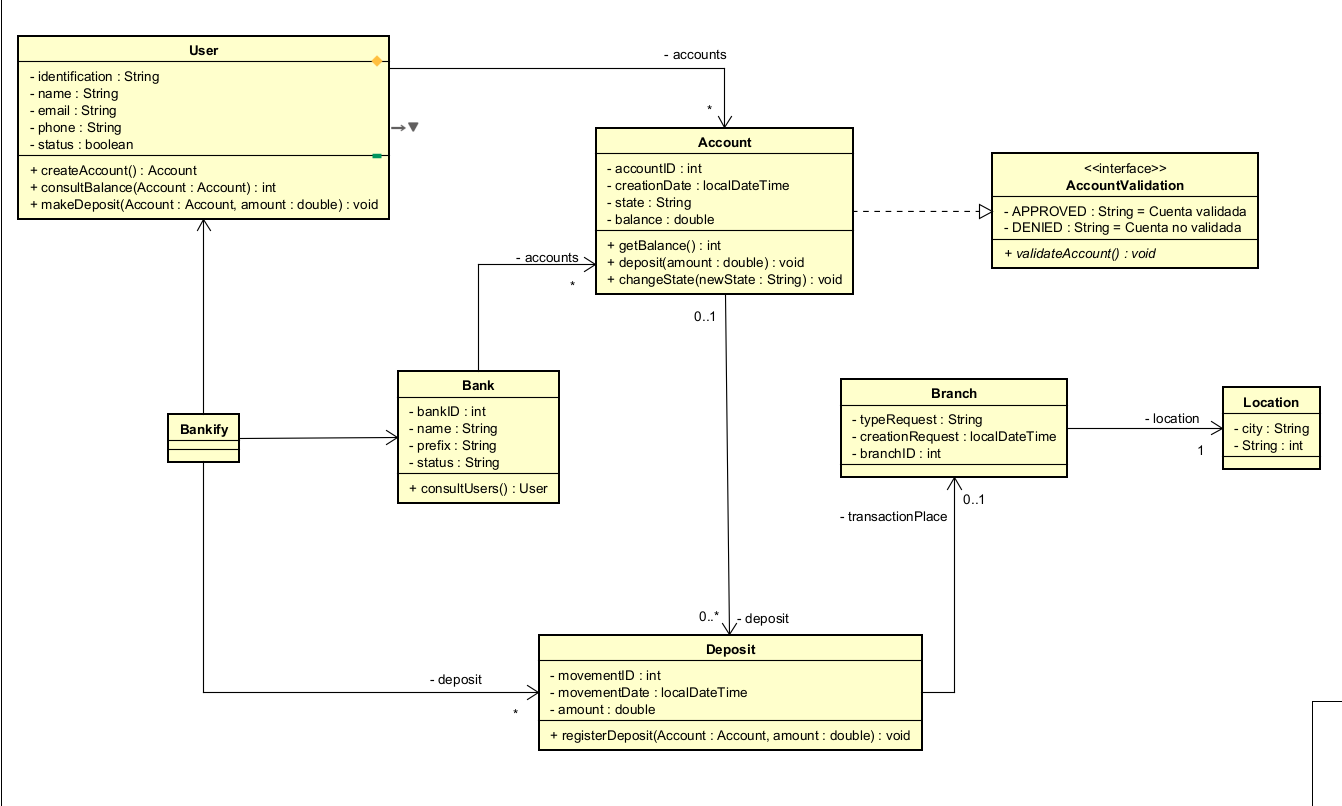 User
- identification : String
- name : String
- email : String
- phone : String
- status : boolean
+ createAccount() : Account
+ consultBalance(Account : Account) : int
+ makeDeposit(Account : Account, amount : double) : void
- accounts
*
Account
- accountID : int
- creationDate : localDateTime
- state : String
- balance : double
+ getBalance() : int
+ deposit(amount : double) : void
+ changeState(newState : String) : void
<<interface>>
AccountValidation
- APPROVED : String = Cuenta validada
- DENIED : String = Cuenta no validada
+ validateAccount() : void
- accounts
*
0..1
Bankify
Bank
- bankID : int
- name : String
- prefix : String
- status : String
+ consultUsers() : User
Branch
- typeRequest : String
- creationRequest : localDateTime
- branchID : int
- location
1
Location
- city : String
- String : int
0..1
- transactionPlace
0..*
- deposit
- deposit
*
Deposit
- movementID : int
- movementDate : localDateTime
- amount : double
+ registerDeposit(Account : Account, amount : double) : void